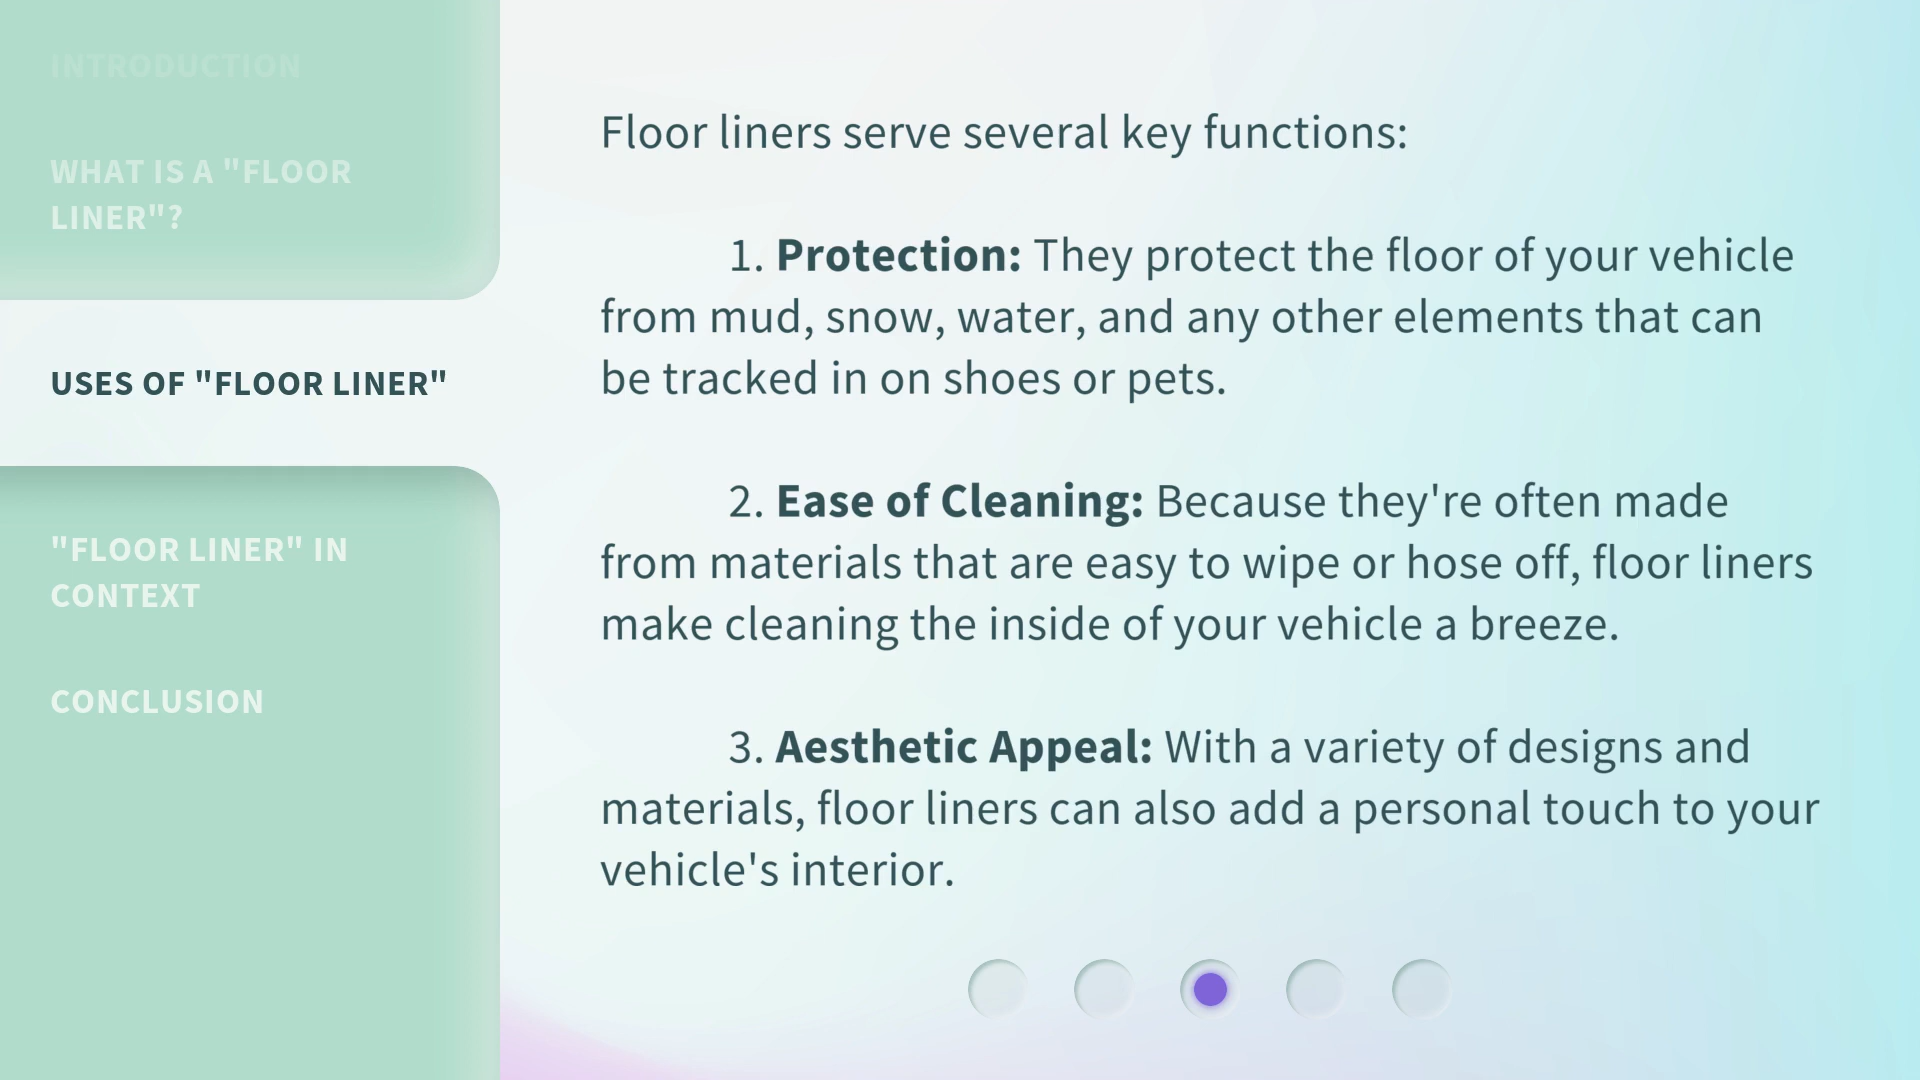 INTRODUCTION
WHAT IS A "FLOOR
LINER"?
USES OF "FLOOR LINER"
"FLOOR LINER" IN
CONTEXT
CONCLUSION
Floor liners serve several key functions:
1. Protection: They protect the floor of your vehicle
from mud, snow, water, and any other elements that can
be tracked in on shoes or pets.
2. Ease of Cleaning: Because they're often made
from materials that are easy to wipe or hose off, floor liners
make cleaning the inside of your vehicle a breeze.
3. Aesthetic Appeal: With a variety of designs and
materials, floor liners can also add a personal touch to your
vehicle's interior.